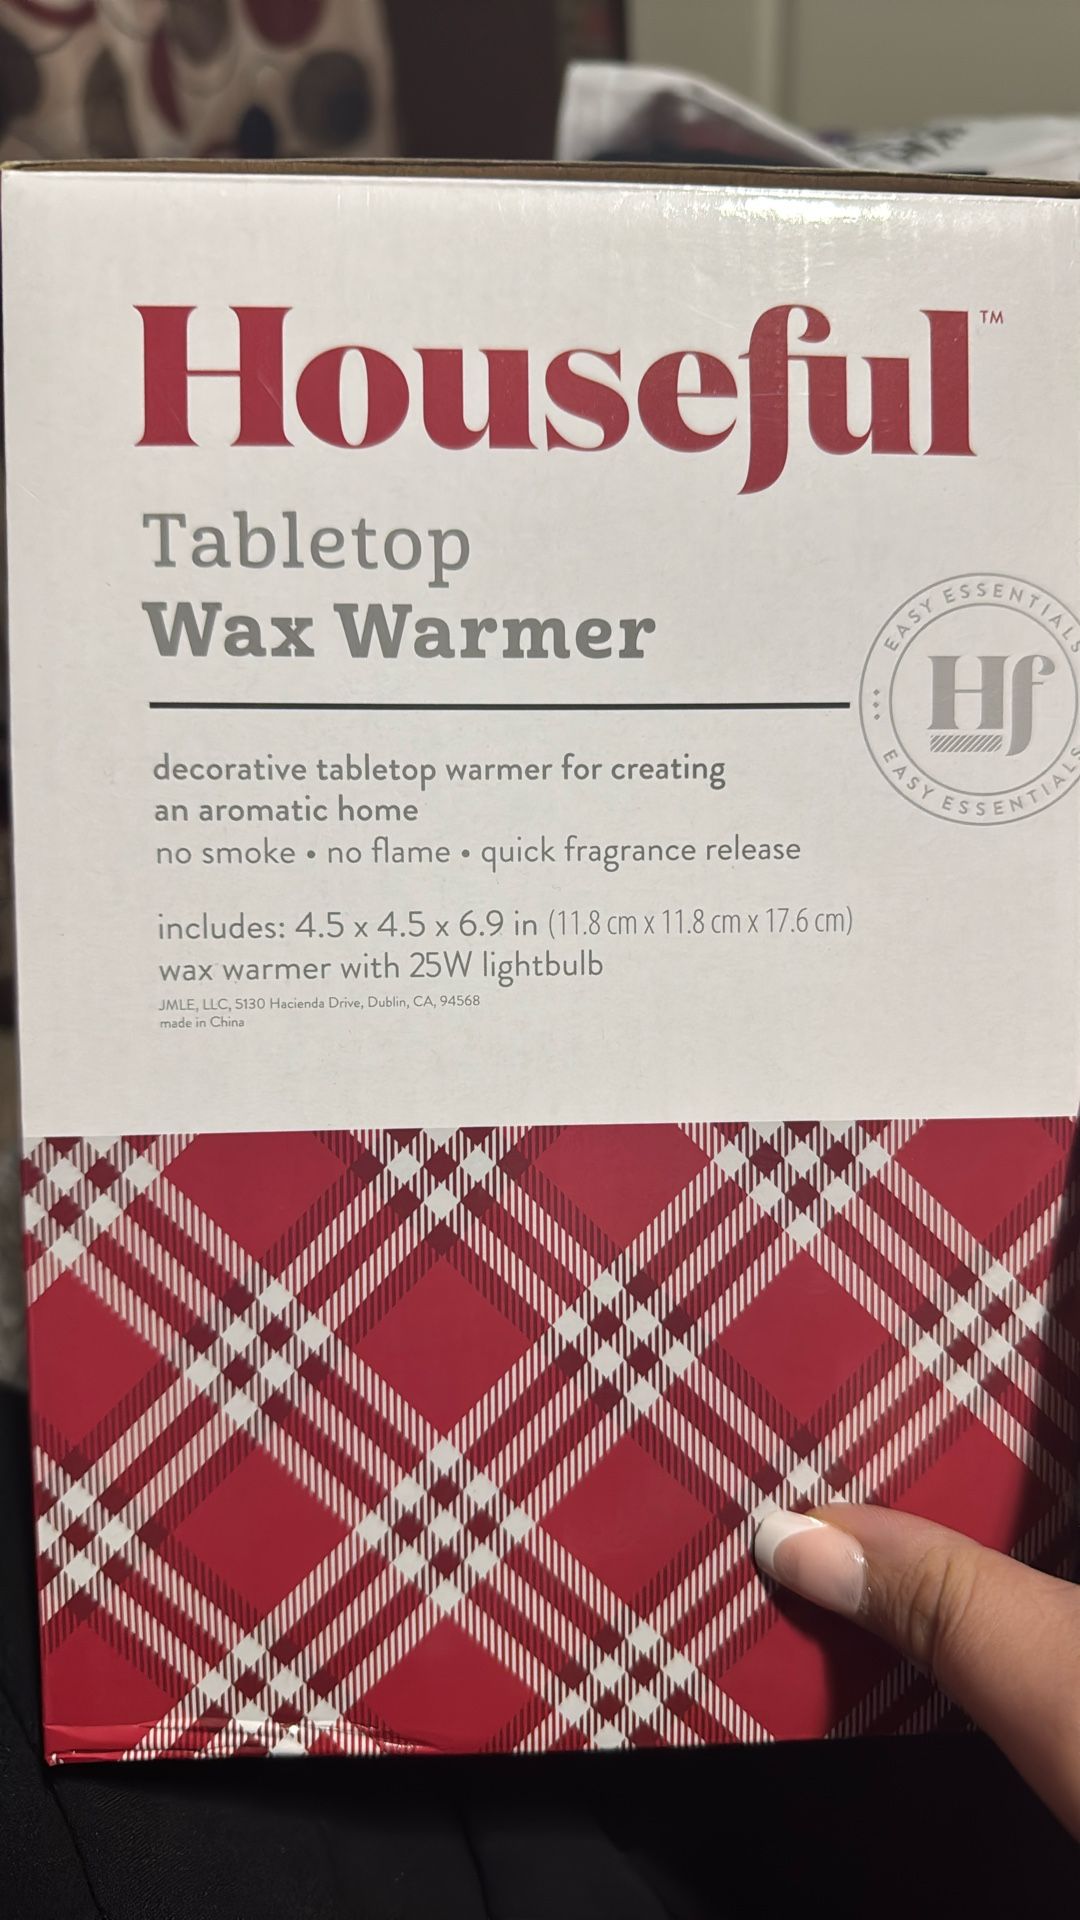 Houseful™
Tabletop
Wax Warmer
EASY ESSENTIALS
Hf
EASY ESSENTIALS
decorative tabletop warmer for creating
an aromatic home
no smoke • no flame • quick fragrance release
includes: 4.5 x 4.5 x 6.9 in (11.8 cm x 11.8 cm x 17.6 cm)
wax warmer with 25W lightbulb
JMLE, LLC, 5130 Hacienda Drive, Dublin, CA, 94568
made in China